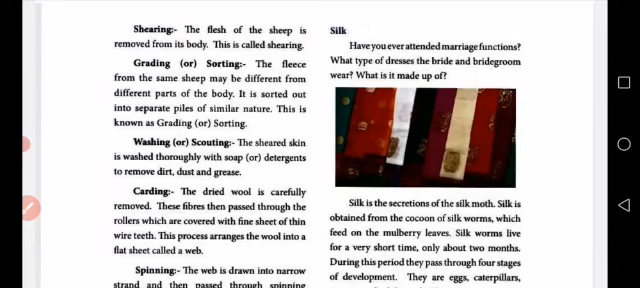 Shearing:- The flesh of the sheep is
removed from its body. This is called shearing.
Grading (or) Sorting:- The fleece
from the same sheep may be different from
different parts of the body. It is sorted out
into separate piles of similar nature. This is
known as Grading (or) Sorting.
Washing (or) Scouting:- The sheared skin
is washed thoroughly with soap (or) detergents
to remove dirt, dust and grease.
Carding:- The dried wool is carefully
removed. These fibres then passed through the
rollers which are covered with fine sheet of thin
wire teeth. This process arranges the wool into a
flat sheet called a web.
Spinning:- The web is drawn into narrow
strand and then passed through spinning
Silk
Have you ever attended marriage functions?
What type of dresses the bride and bridegroom
wear? What is it made up of?
Silk is the secretions of the silk moth. Silk is
obtained from the cocoon of silk worms, which
feed on the mulberry leaves. Silk worms live
for a very short time, only about two months.
During this period they pass through four stages
of development. They are eggs, caterpillars,